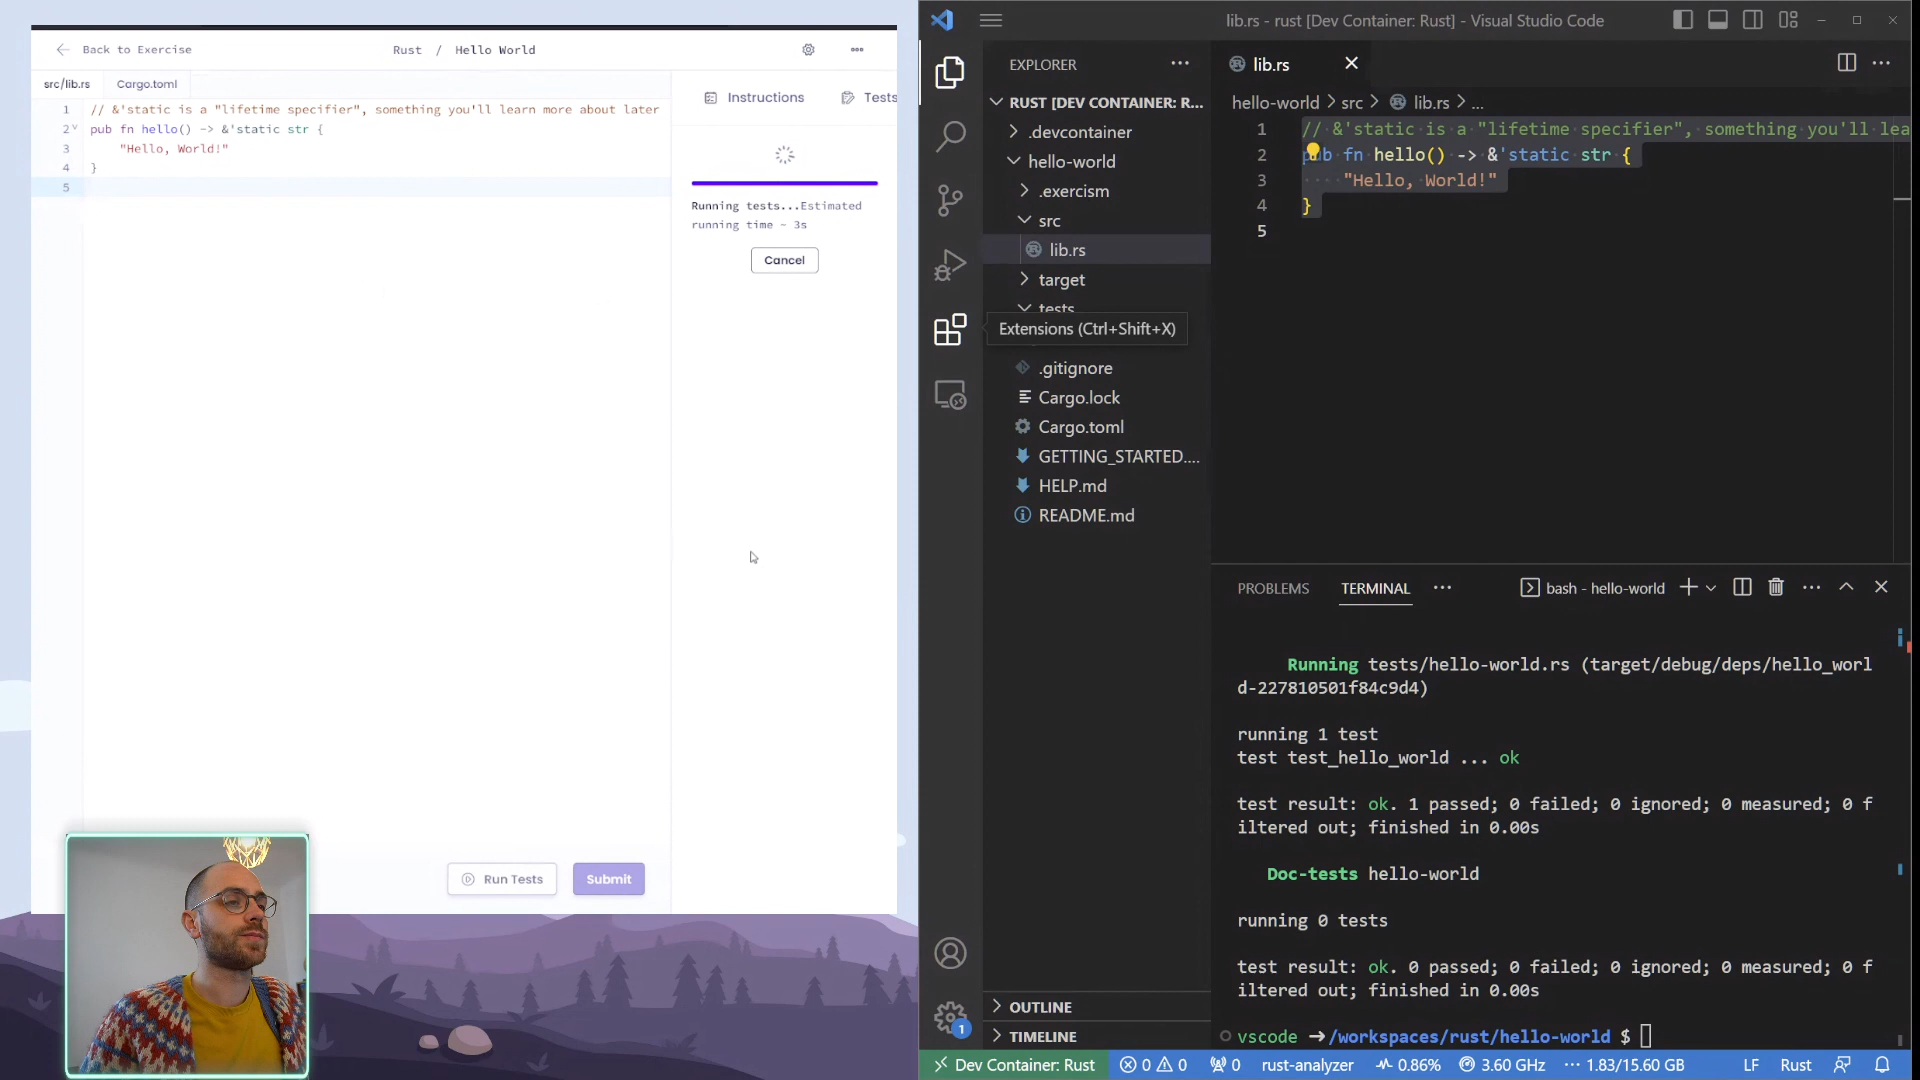 Back to Exercise
Rust / Hello World
src/lib.rs
Cargo.toml
1 // &'static is a "lifetime specifier", something you'll learn more about later
2 pub fn hello() -> &'static str {
3 "Hello, World!"
4 }
5
Instructions
Tests
Running tests...Estimated
running time ~ 3s
Cancel
Run Tests
Submit
lib.rs - rust [Dev Container: Rust] - Visual Studio Code
EXPLORER
RUST [DEV CONTAINER: R...
.devcontainer
hello-world
.exercism
src
lib.rs
target
tests
Extensions (Ctrl+Shift+X)
.gitignore
Cargo.lock
Cargo.toml
GETTING_STARTED....
HELP.md
README.md
OUTLINE
TIMELINE
lib.rs
hello-world > src > lib.rs > ...
1 // &'static is a "lifetime specifier", something you'll lea
2 pub fn hello() -> &'static str {
3 "Hello, World!"
4 }
5
PROBLEMS
TERMINAL
bash - hello-world
Running tests/hello-world.rs (target/debug/deps/hello_worl
d-227810501f84c9d4)
running 1 test
test test_hello_world ... ok
test result: ok. 1 passed; 0 failed; 0 ignored; 0 measured; 0 f
iltered out; finished in 0.00s
Doc-tests hello-world
running 0 tests
test result: ok. 0 passed; 0 failed; 0 ignored; 0 measured; 0 f
iltered out; finished in 0.00s
vscode ➜ /workspaces/rust/hello-world $
1
Dev Container: Rust
0
0
0
rust-analyzer
0.86%
3.60 GHz
1.83/15.60 GB
LF
Rust